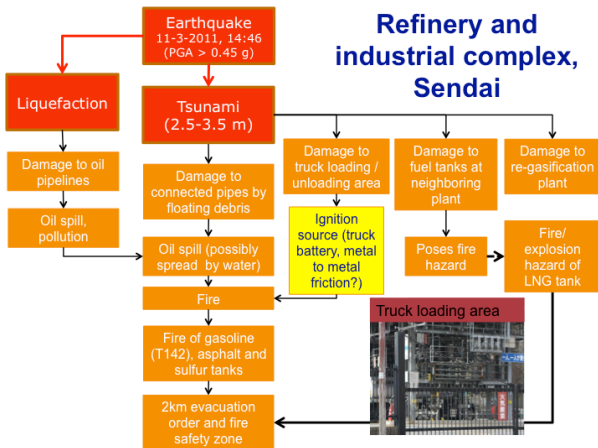 Refinery and
industrial complex,
Sendai
Earthquake
11-3-2011, 14:46
(PGA > 0.45 g)
Liquefaction
Tsunami
(2.5-3.5 m)
Damage to oil
pipelines
Damage to
connected pipes by
floating debris
Damage to
truck loading /
unloading area
Damage to
fuel tanks at
neighboring
plant
Damage to
re-gasification
plant
Oil spill,
pollution
Oil spill (possibly
spread by water)
Ignition
source (truck
battery, metal
to metal
friction?)
Poses fire
hazard
Fire/
explosion
hazard of
LNG tank
Fire
Truck loading area
Fire of gasoline
(T142), asphalt and
sulfur tanks
2km evacuation
order and fire
safety zone